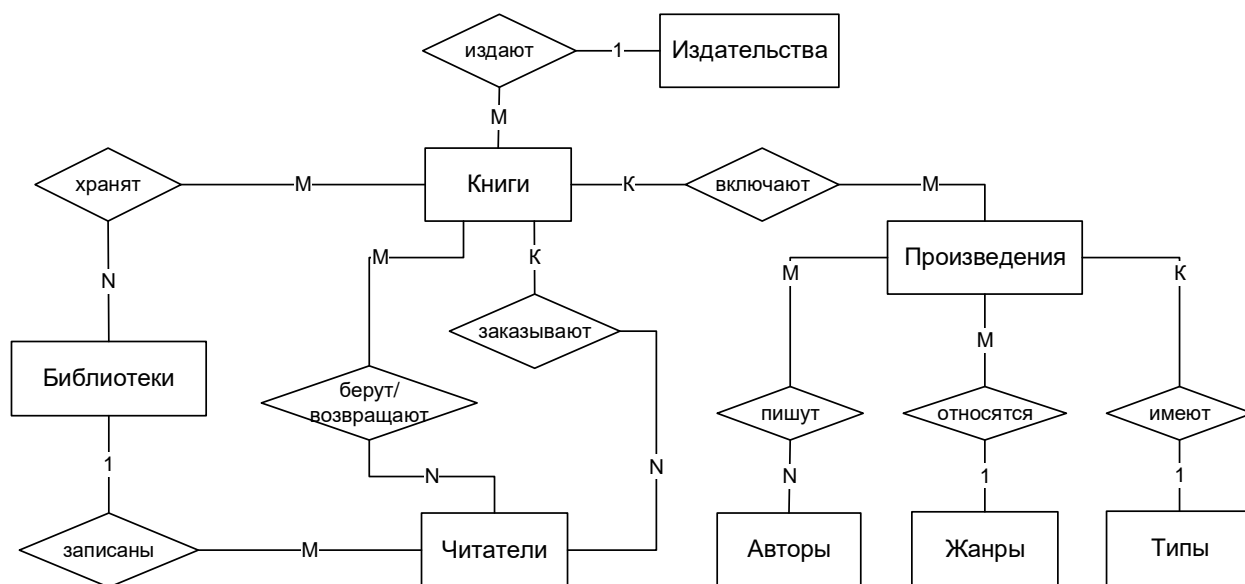 издают
1
Издательства
М
хранят
М
Книги
К
включают
М
N
М
К
Произведения
М
К
заказывают
М
Библиотеки
берут/
возвращают
пишут
относятся
имеют
1
N
N
N
1
1
записаны
М
Читатели
Авторы
Жанры
Типы